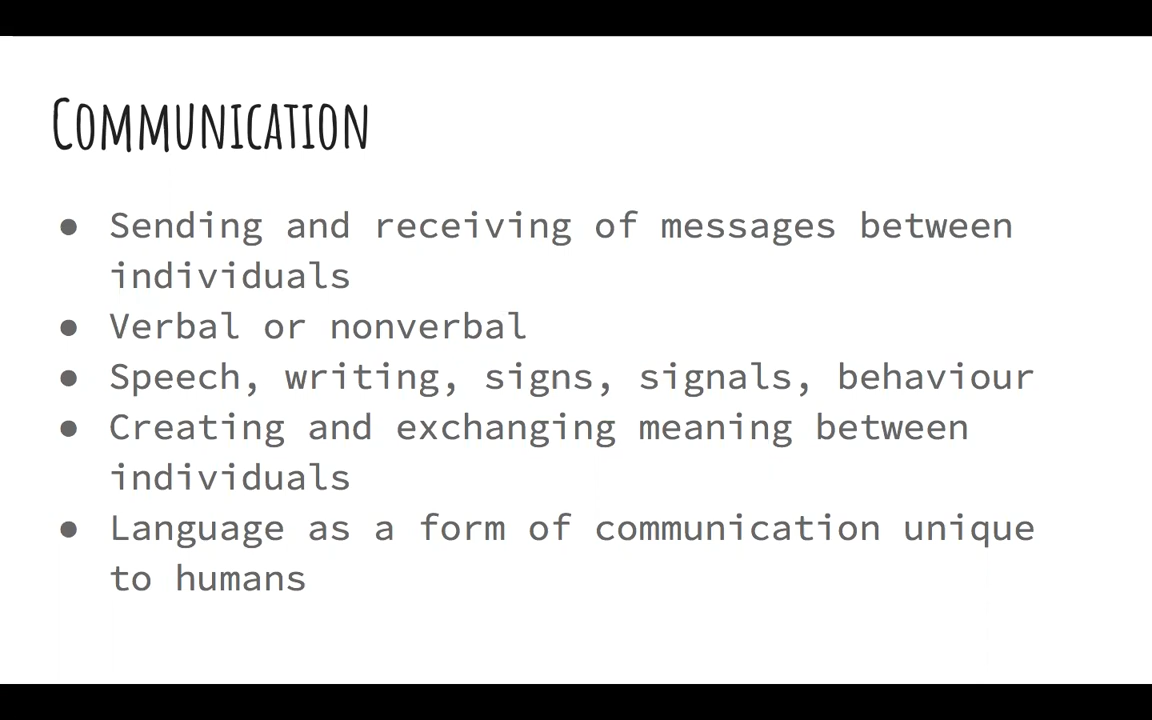 Communication
● Sending and receiving of messages between
individuals
● Verbal or nonverbal
● Speech, writing, signs, signals, behaviour
● Creating and exchanging meaning between
individuals
● Language as a form of communication unique
to humans